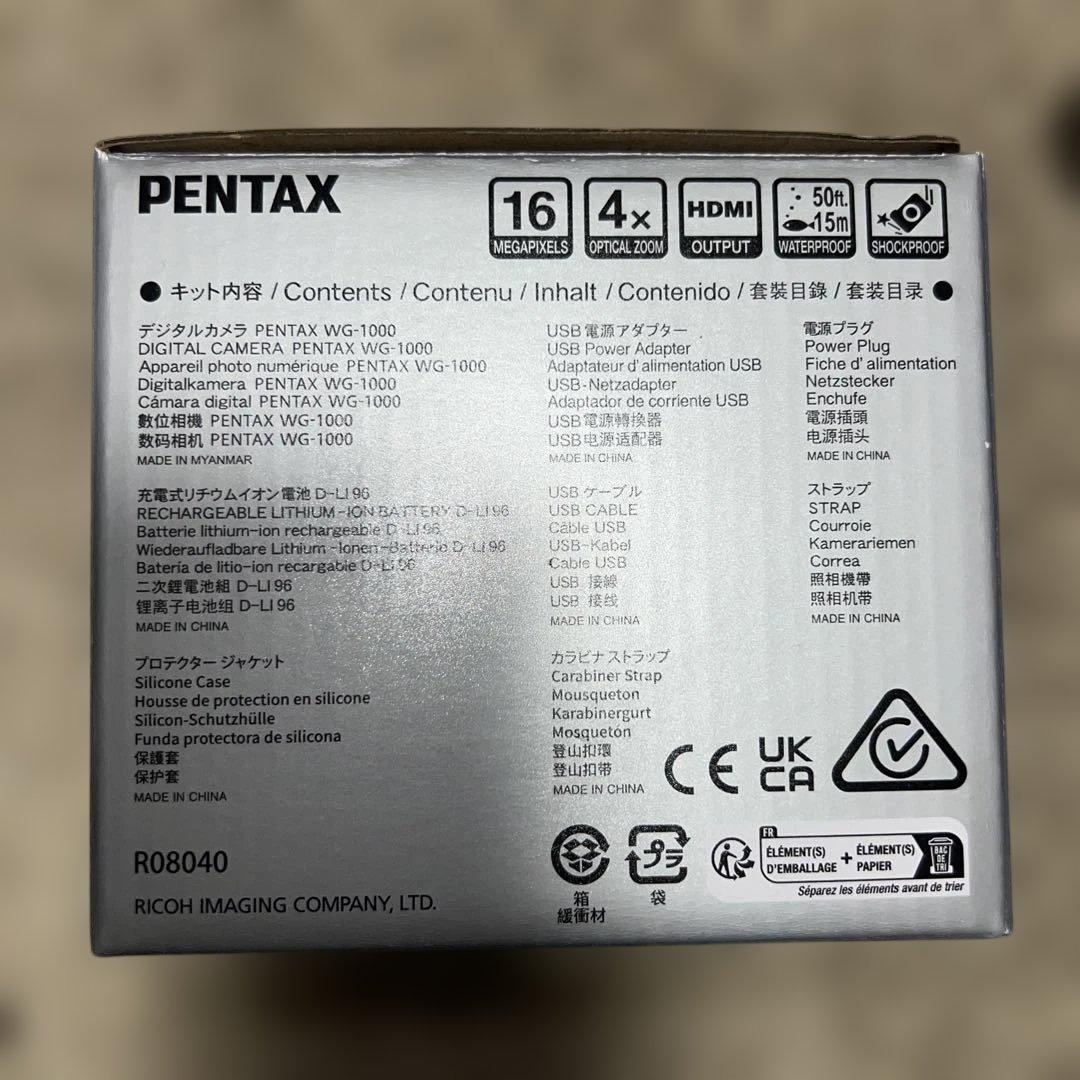 PENTAX
16
MEGAPIXELS
4x
OPTICAL ZOOM
HDMI
OUTPUT
50ft.
15m
WATERPROOF
SHOCKPROOF
● キット内容 / Contents / Contenu / Inhalt / Contenido / 套裝目錄 / 套装目录 ●
デジタルカメラ PENTAX WG-1000
DIGITAL CAMERA PENTAX WG-1000
Appareil photo numérique PENTAX WG-1000
Digitalkamera PENTAX WG-1000
Cámara digital PENTAX WG-1000
數位相機 PENTAX WG-1000
数码相机 PENTAX WG-1000
MADE IN MYANMAR
充電式リチウムイオン電池 D-LI 96
RECHARGEABLE LITHIUM-ION BATTERY D-LI 96
Batterie lithium-ion rechargeable D-LI 96
Wiederaufladbare Lithium-Ionen-Batterie D-LI 96
Batería de litio-ion recargable D-LI 96
二次鋰電池組 D-LI 96
锂离子电池组 D-LI 96
MADE IN CHINA
プロテクター ジャケット
Silicone Case
Housse de protection en silicone
Silicon-Schutzhülle
Funda protectora de silicona
保護套
保护套
MADE IN CHINA
USB電源アダプター
USB Power Adapter
Adaptateur d'alimentation USB
USB-Netzadapter
Adaptador de corriente USB
USB電源轉換器
USB电源适配器
MADE IN CHINA
USB ケーブル
USB CABLE
Câble USB
USB-Kabel
Cable USB
USB 接線
USB 接线
MADE IN CHINA
カラビナ ストラップ
Carabiner Strap
Mousqueton
Karabinergurt
Mosquetón
登山扣環
登山扣带
MADE IN CHINA
電源プラグ
Power Plug
Fiche d'alimentation
Netzstecker
Enchufe
電源插頭
电源插头
MADE IN CHINA
ストラップ
STRAP
Courroie
Kamerariemen
Correa
照相機帶
照相机带
MADE IN CHINA
CE
UK
CA
R08040
RICOH IMAGING COMPANY, LTD.
箱
緩衝材
プラ
袋
FR
ÉLÉMENT(S)
D'EMBALLAGE
+
ÉLÉMENT(S)
PAPIER
BAC
DE
TRI
Séparez les éléments avant de trier